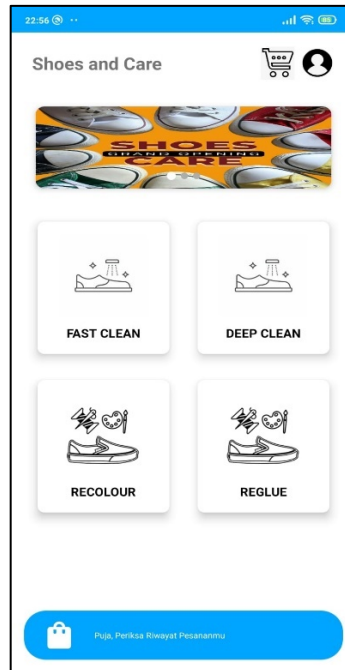 22:56
85
Shoes and Care
SHOES
GRAND OPENING
CARE
FAST CLEAN
DEEP CLEAN
RECOLOUR
REGLUE
Puja, Periksa Riwayat Pesananmu